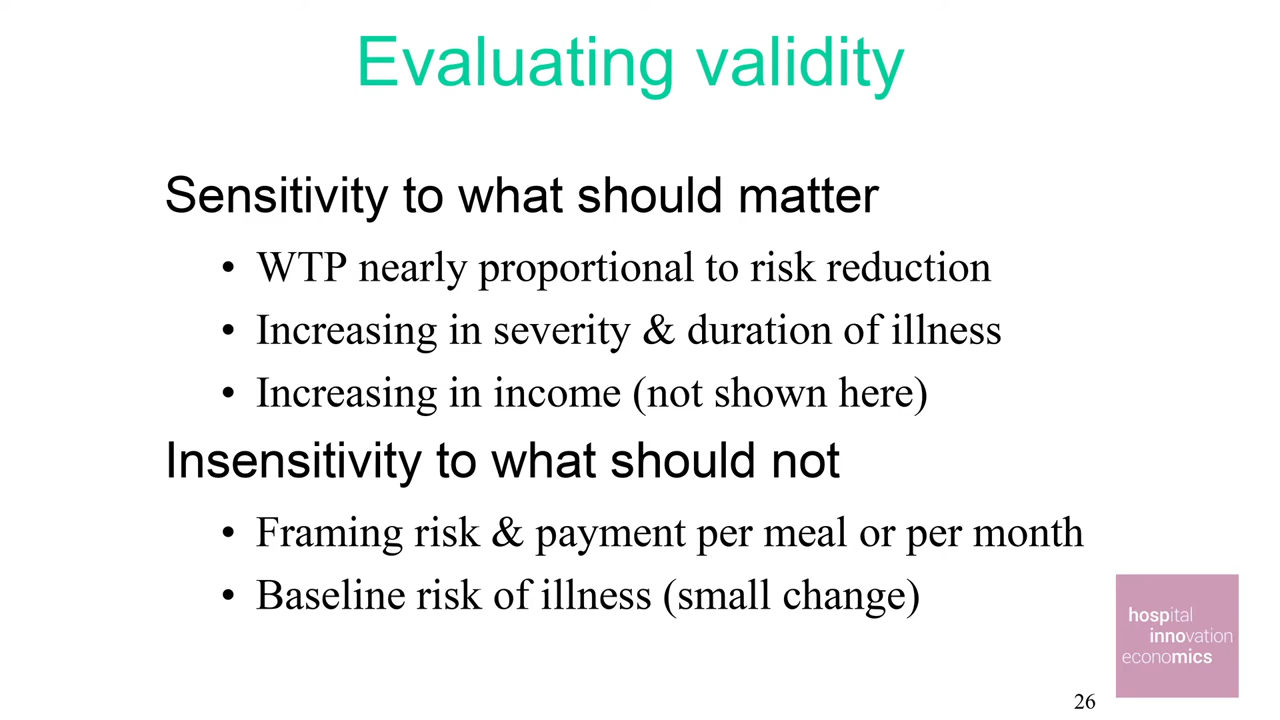 Evaluating validity
Sensitivity to what should matter
• WTP nearly proportional to risk reduction
• Increasing in severity & duration of illness
• Increasing in income (not shown here)
Insensitivity to what should not
• Framing risk & payment per meal or per month
• Baseline risk of illness (small change)
hospital
innovation
economics
26